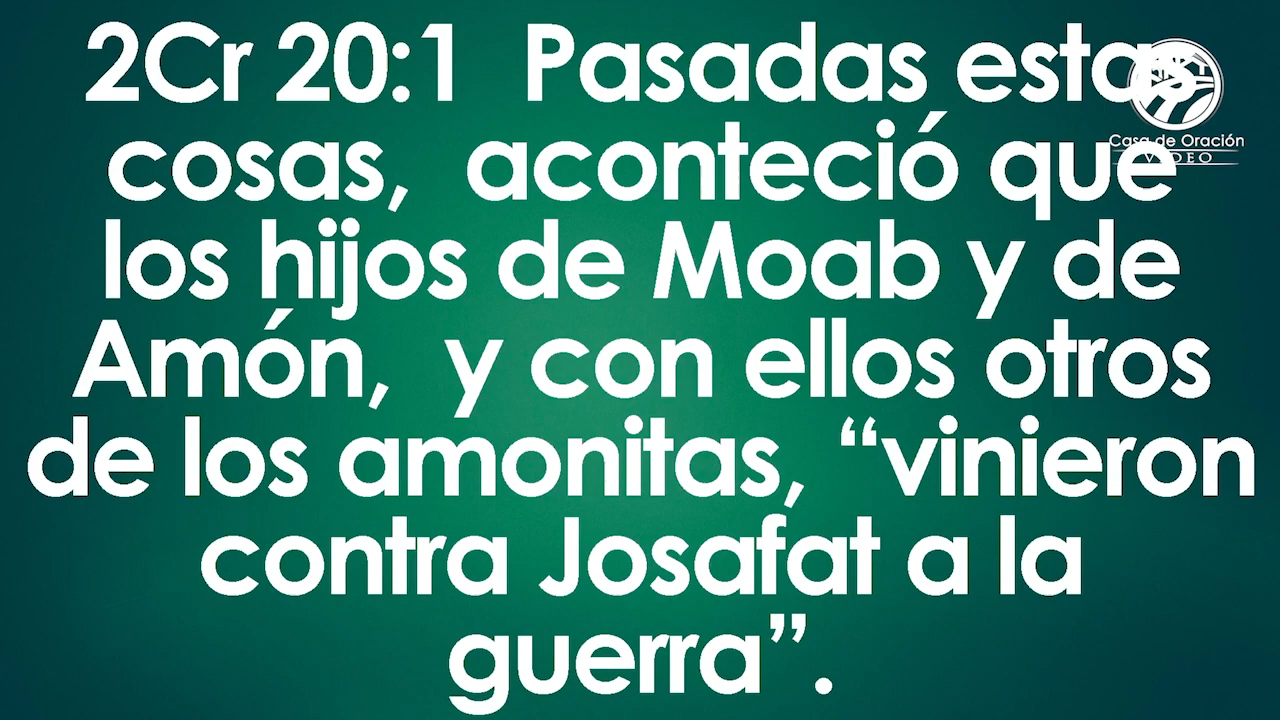 2Cr 20:1  Pasadas estas
cosas,  aconteció que
los hijos de Moab y de
Amón,  y con ellos otros
de los amonitas,  “vinieron
contra Josafat a la
guerra”.
Casa de Oración
VIDEO